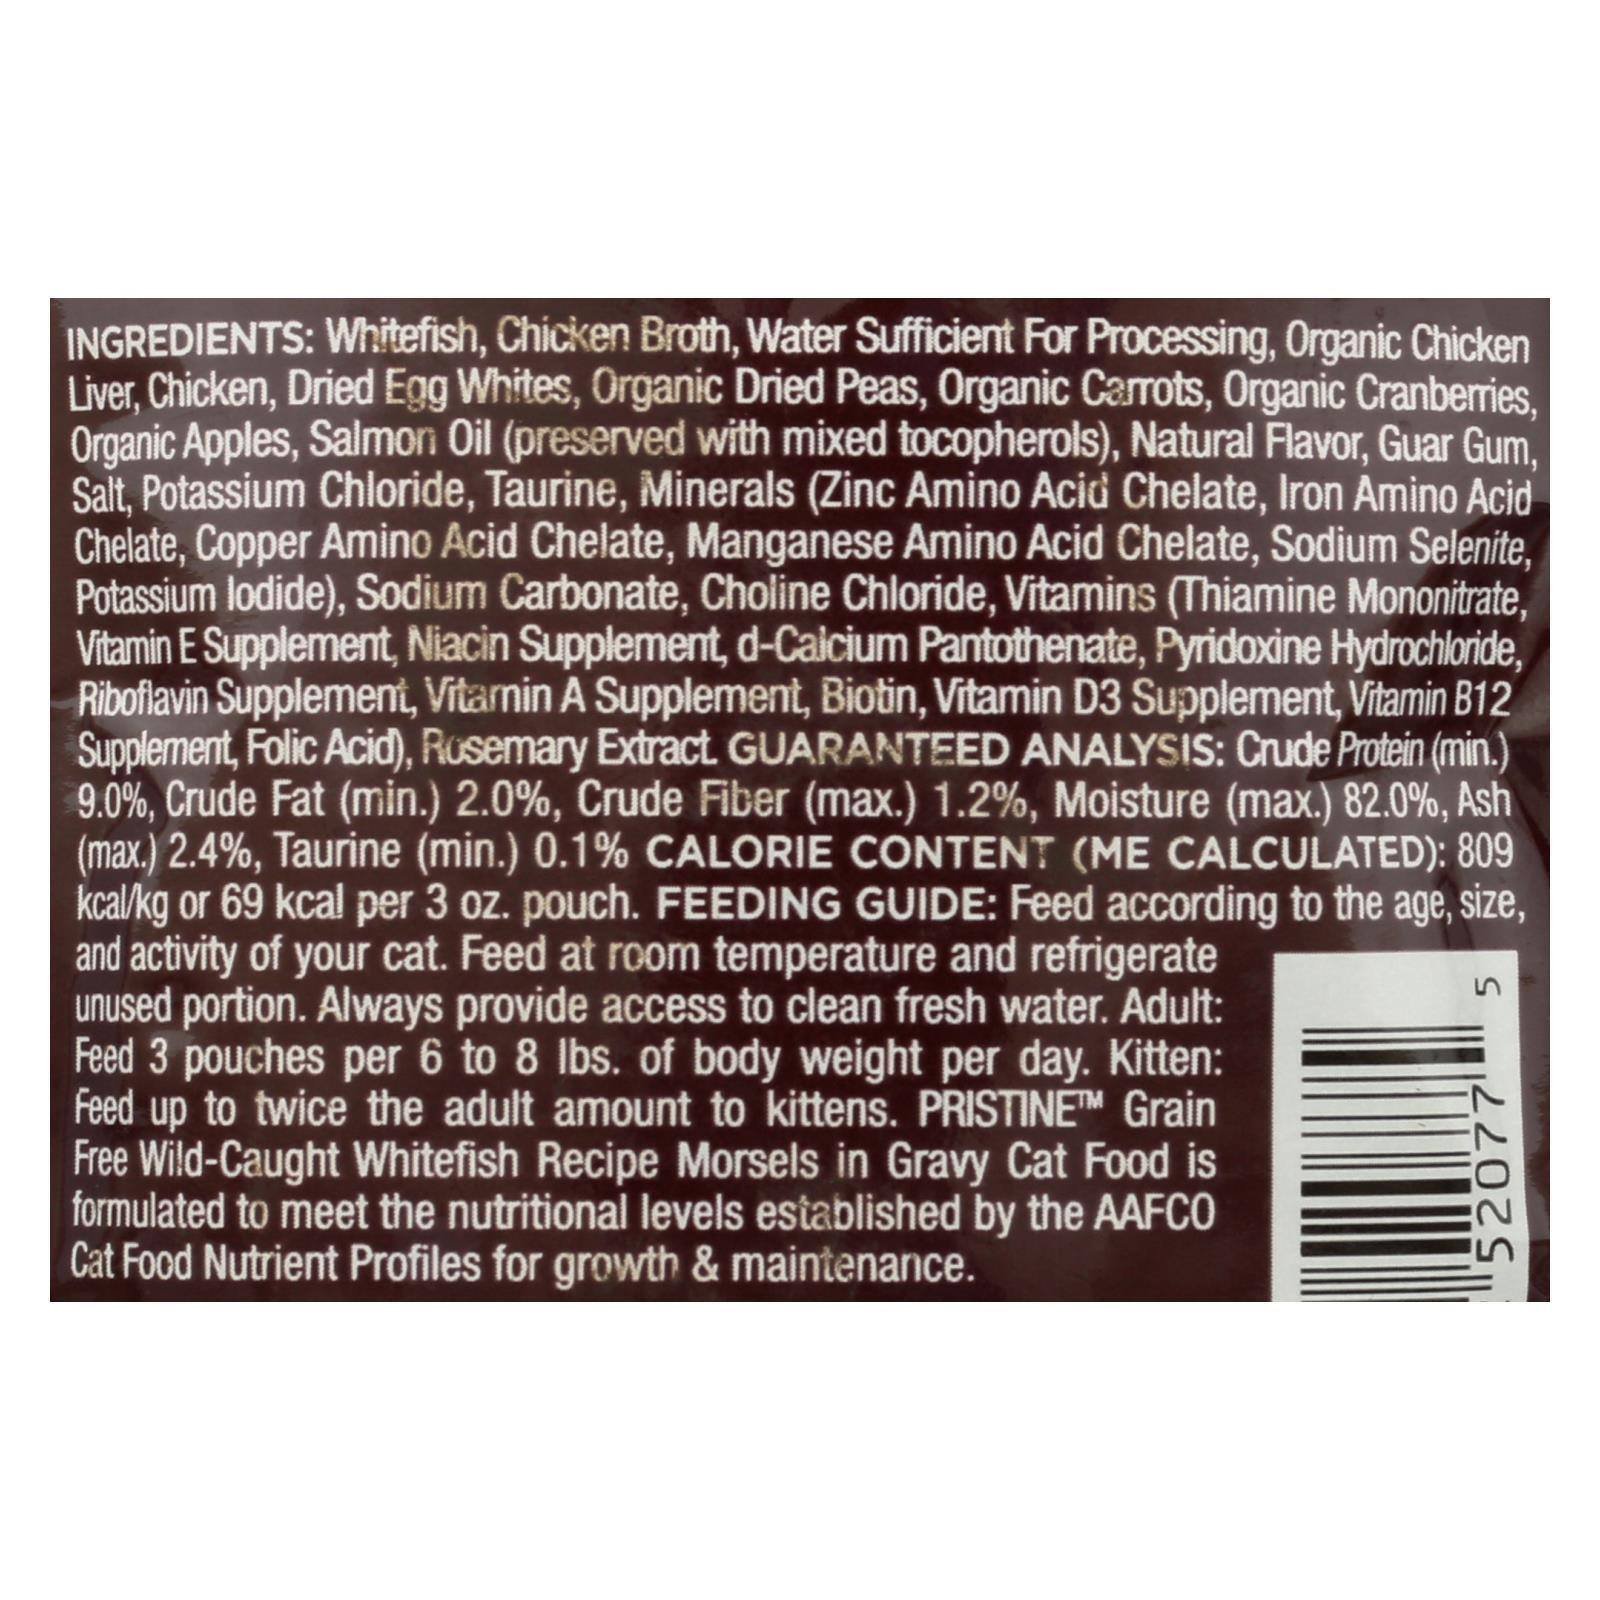 INGREDIENTS: Whitefish, Chicken Broth, Water Sufficient For Processing, Organic Chicken
Liver, Chicken, Dried Egg Whites, Organic Dried Peas, Organic Carrots, Organic Cranberries,
Organic Apples, Salmon Oil (preserved with mixed tocopherols), Natural Flavor, Guar Gum,
Salt, Potassium Chloride, Taurine, Minerals (Zinc Amino Acid Chelate, Iron Amino Acid
Chelate, Copper Amino Acid Chelate, Manganese Amino Acid Chelate, Sodium Selenite,
Potassium Iodide), Sodium Carbonate, Choline Chloride, Vitamins (Thiamine Mononitrate,
Vitamin E Supplement, Niacin Supplement, d-Calcium Pantothenate, Pyridoxine Hydrochloride,
Riboflavin Supplement, Vitamin A Supplement, Biotin, Vitamin D3 Supplement, Vitamin B12
Supplement, Folic Acid), Rosemary Extract. GUARANTEED ANALYSIS: Crude Protein (min.)
9.0%, Crude Fat (min.) 2.0%, Crude Fiber (max.) 1.2%, Moisture (max.) 82.0%, Ash
(max.) 2.4%, Taurine (min.) 0.1% CALORIE CONTENT (ME CALCULATED): 809
kcal/kg or 69 kcal per 3 oz. pouch. FEEDING GUIDE: Feed according to the age, size,
and activity of your cat. Feed at room temperature and refrigerate
unused portion. Always provide access to clean fresh water. Adult:
Feed 3 pouches per 6 to 8 lbs. of body weight per day. Kitten:
Feed up to twice the adult amount to kittens. PRISTINE™ Grain
Free Wild-Caught Whitefish Recipe Morsels in Gravy Cat Food is
formulated to meet the nutritional levels established by the AAFCO
Cat Food Nutrient Profiles for growth & maintenance.
52077 5